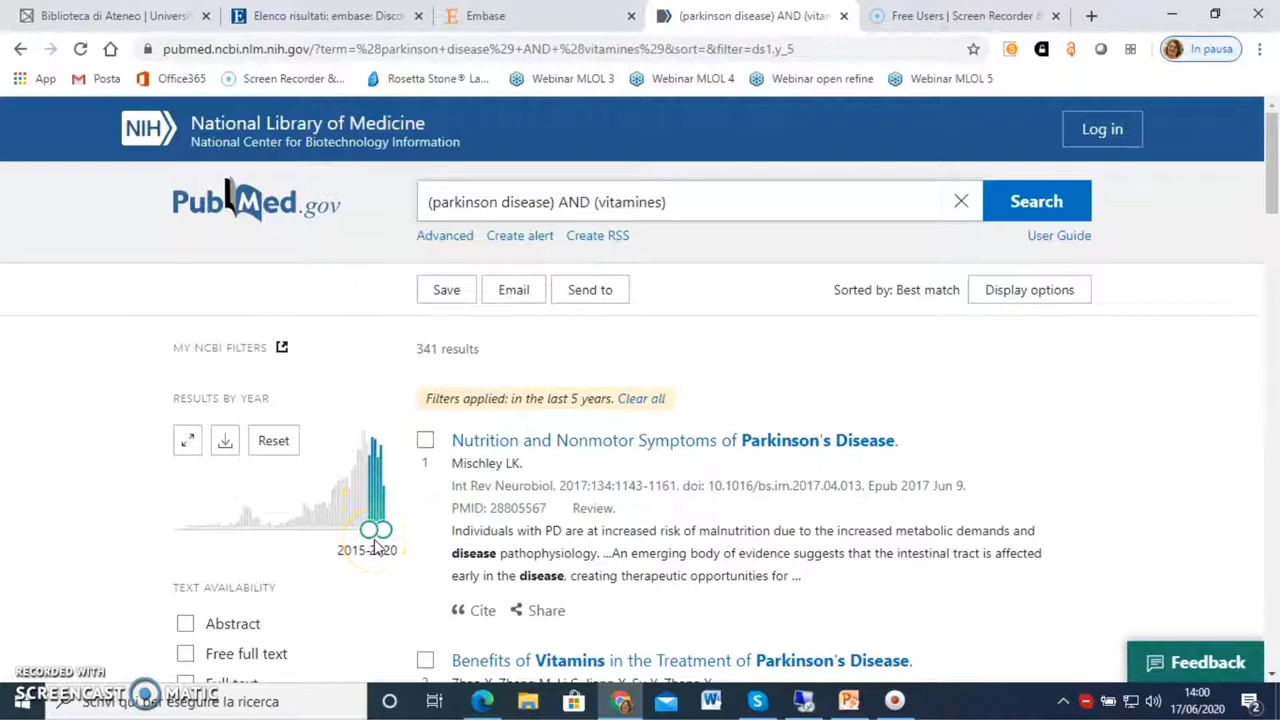 Biblioteca di Ateneo | Universi
Elenco risultati: embase: Disco
Embase
(parkinson disease) AND (vitam
Free Users | Screen Recorder &
pubmed.ncbi.nlm.nih.gov/?term=%28parkinson+disease%29+AND+%28vitamines%29&sort=&filter=ds1.y_5
In pausa
App
Posta
Office365
Screen Recorder &...
Rosetta Stone® La...
Webinar MLOL 3
Webinar MLOL 4
Webinar open refine
Webinar MLOL 5
NIH
National Library of Medicine
National Center for Biotechnology Information
Log in
PubMed.gov
(parkinson disease) AND (vitamines)
Search
Advanced
Create alert
Create RSS
User Guide
Save
Email
Send to
Sorted by: Best match
Display options
MY NCBI FILTERS
341 results
RESULTS BY YEAR
Filters applied: in the last 5 years. Clear all
Reset
2015-2020
Nutrition and Nonmotor Symptoms of Parkinson's Disease.
1
Mischley LK.
Int Rev Neurobiol. 2017;134:1143-1161. doi: 10.1016/bs.irn.2017.04.013. Epub 2017 Jun 9.
PMID: 28805567
Review.
Individuals with PD are at increased risk of malnutrition due to the increased metabolic demands and
disease pathophysiology. ...An emerging body of evidence suggests that the intestinal tract is affected
early in the disease, creating therapeutic opportunities for ...
Cite
Share
TEXT AVAILABILITY
Abstract
Free full text
Full text
Benefits of Vitamins in the Treatment of Parkinson's Disease.
Feedback
RECORDED WITH
SCREENCAST MATIC
Scrivi qui per eseguire la ricerca
14:00
17/06/2020
2